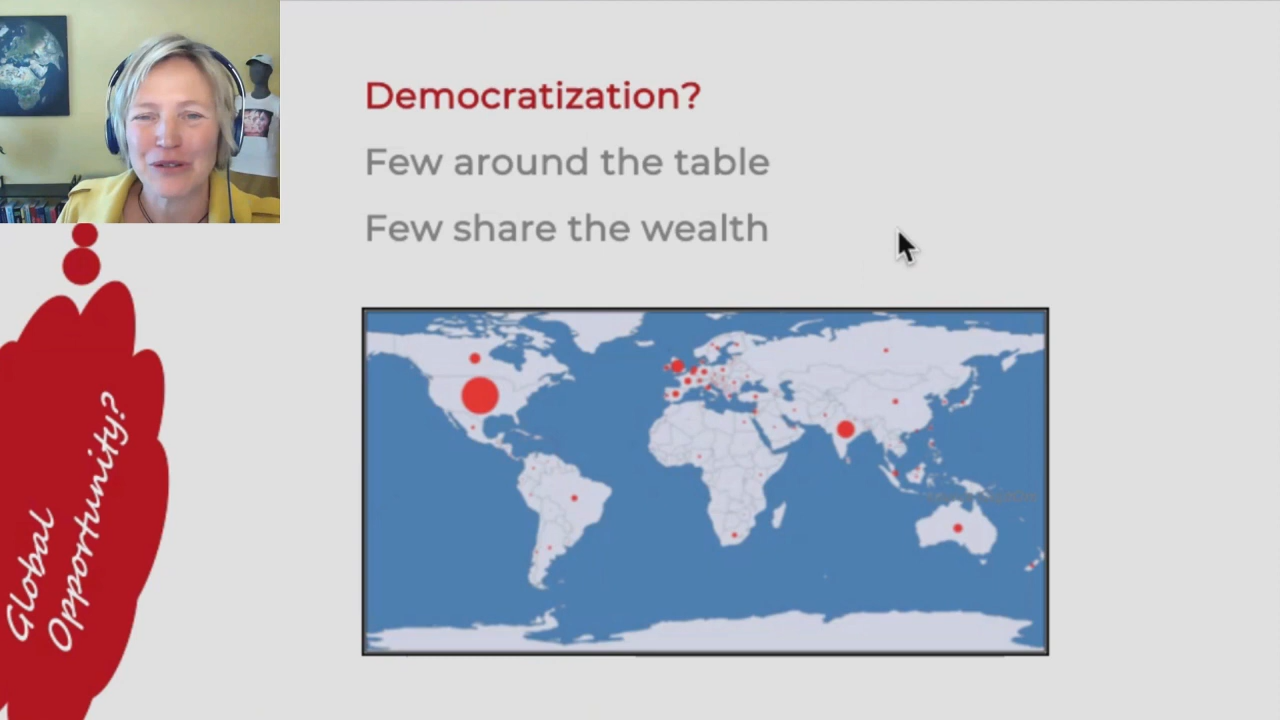 Democratization?
Few around the table
Few share the wealth
Global
Opportunity?